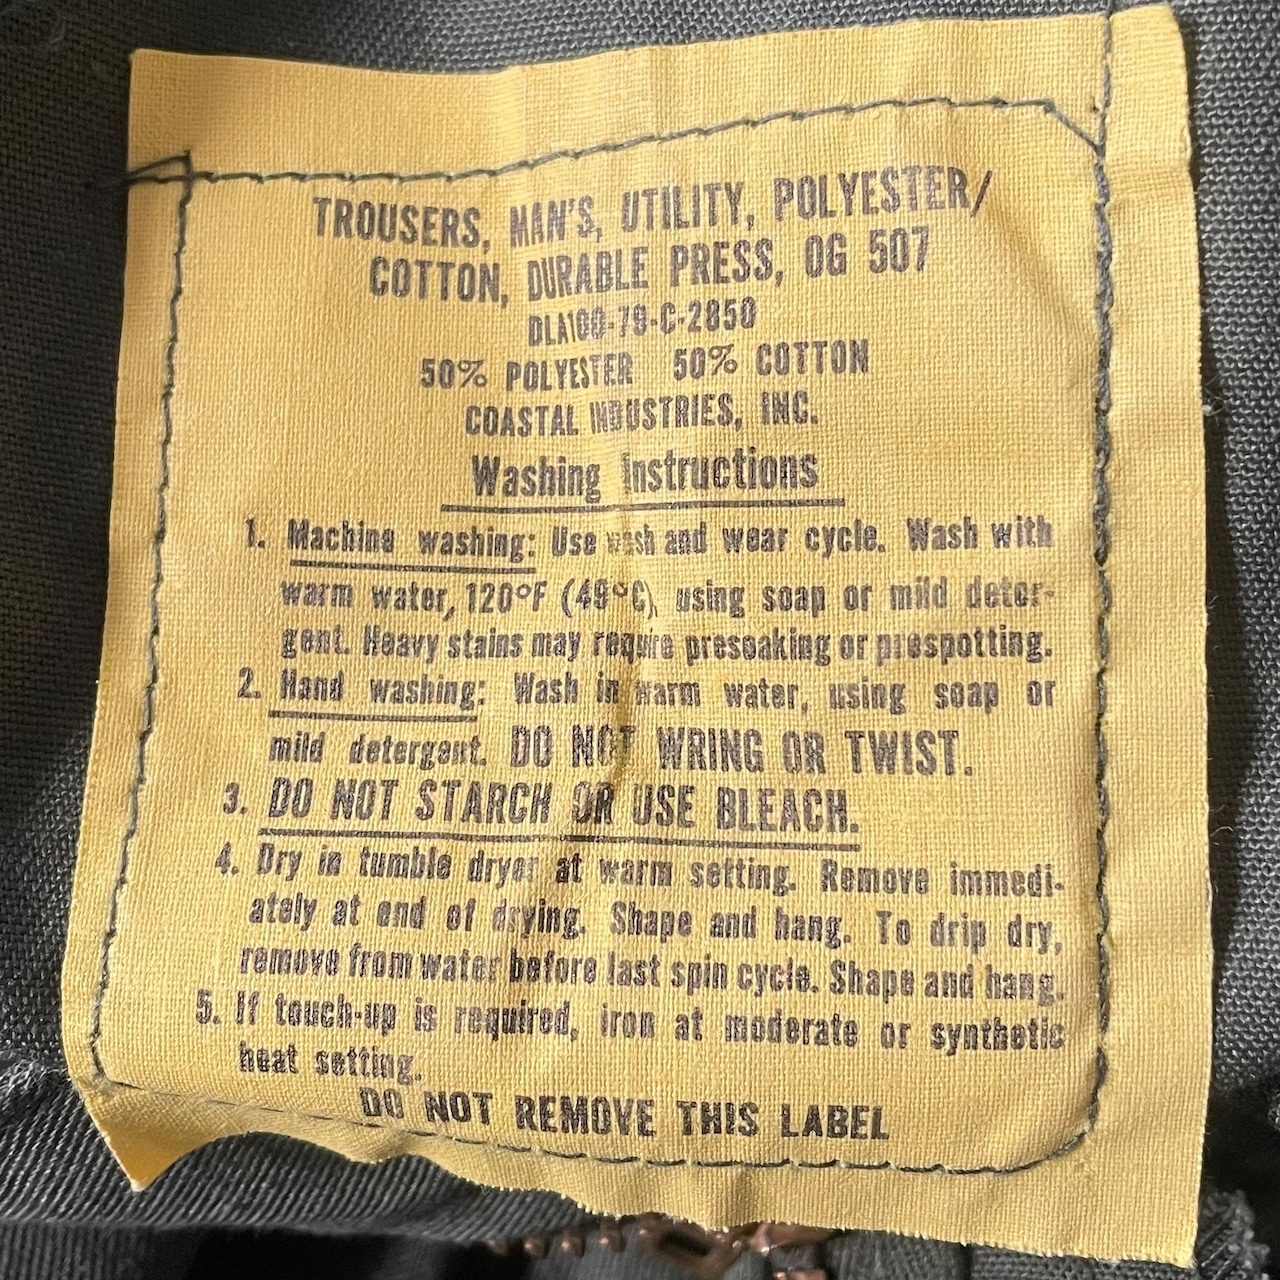 TROUSERS, MAN'S, UTILITY, POLYESTER/
COTTON, DURABLE PRESS, OG 507
DLA100-79-C-2850
50% POLYESTER 50% COTTON
COASTAL INDUSTRIES, INC.
Washing Instructions
1. Machine washing: Use wash and wear cycle. Wash with
warm water, 120°F (49°C), using soap or mild deter-
gent. Heavy stains may require presoaking or prespotting.
2. Hand washing: Wash in warm water, using soap or
mild detergent. DO NOT WRING OR TWIST.
3. DO NOT STARCH OR USE BLEACH.
4. Dry in tumble dryer at warm setting. Remove immedi-
ately at end of drying. Shape and hang. To drip dry,
remove from water before last spin cycle. Shape and hang.
5. If touch-up is required, iron at moderate or synthetic
heat setting.
DO NOT REMOVE THIS LABEL